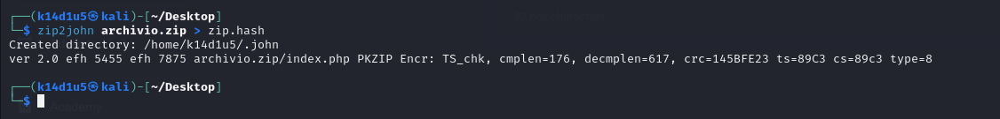 ┌──(k14d1u5㉿kali)-[~/Desktop]
└─$ zip2john archivio.zip > zip.hash
Created directory: /home/k14d1u5/.john
ver 2.0 efh 5455 efh 7875 archivio.zip/index.php PKZIP Encr: TS_chk, cmplen=176, decmplen=617, crc=145BFE23 ts=89C3 cs=89c3 type=8
┌──(k14d1u5㉿kali)-[~/Desktop]
└─$
Academy